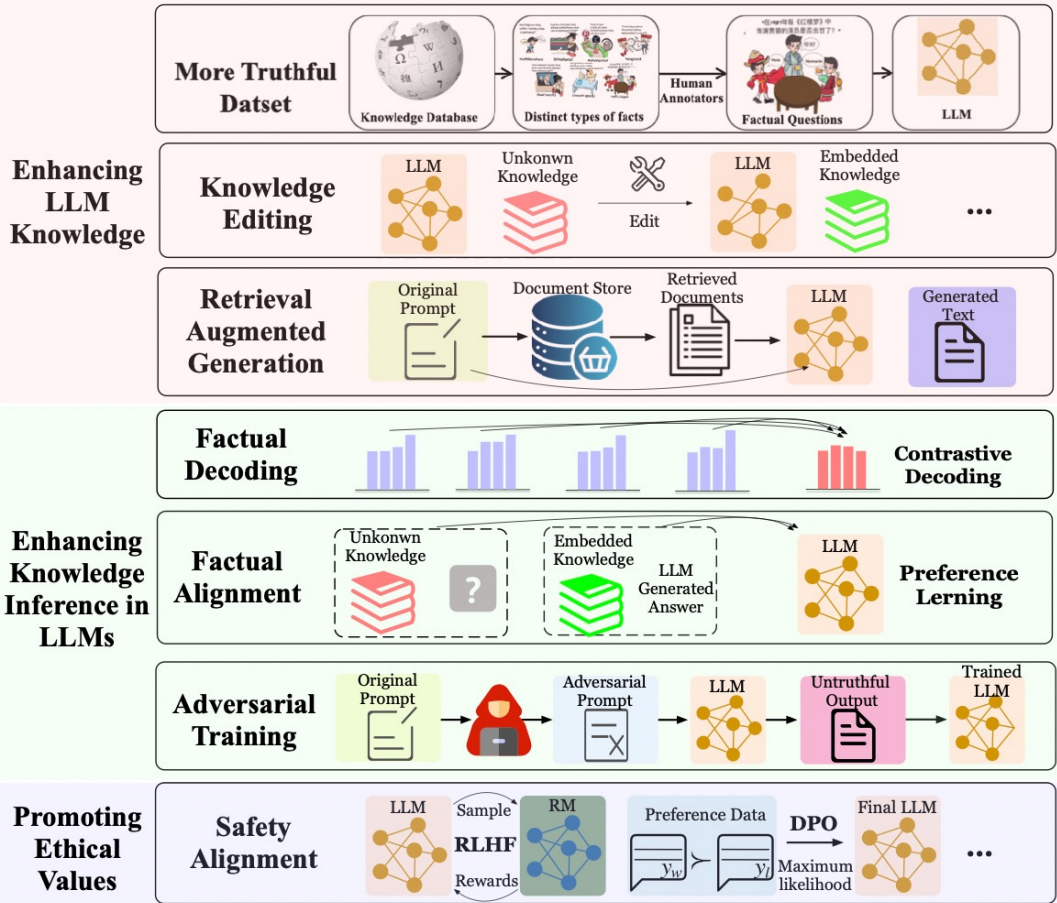 More Truthful
Datset
Knowledge Database
Distinct types of facts
Human
Annotators
Factual Questions
LLM
Enhancing
LLM
Knowledge
Knowledge
Editing
LLM
Unkonwn
Knowledge
Edit
LLM
Embedded
Knowledge
...
Retrieval
Augmented
Generation
Original
Prompt
Document Store
Retrieved
Documents
LLM
Generated
Text
Factual
Decoding
Contrastive
Decoding
Enhancing
Knowledge
Inference in
LLMs
Factual
Alignment
Unkonwn
Knowledge
?
Embedded
Knowledge
LLM
Generated
Answer
LLM
Preference
Lerning
Adversarial
Training
Original
Prompt
Adversarial
Prompt
LLM
Untruthful
Output
Trained
LLM
Promoting
Ethical
Values
Safety
Alignment
LLM
Sample
RLHF
Rewards
RM
Preference Data
y_w ≻ y_l
DPO
Maximum
likelihood
Final LLM
...